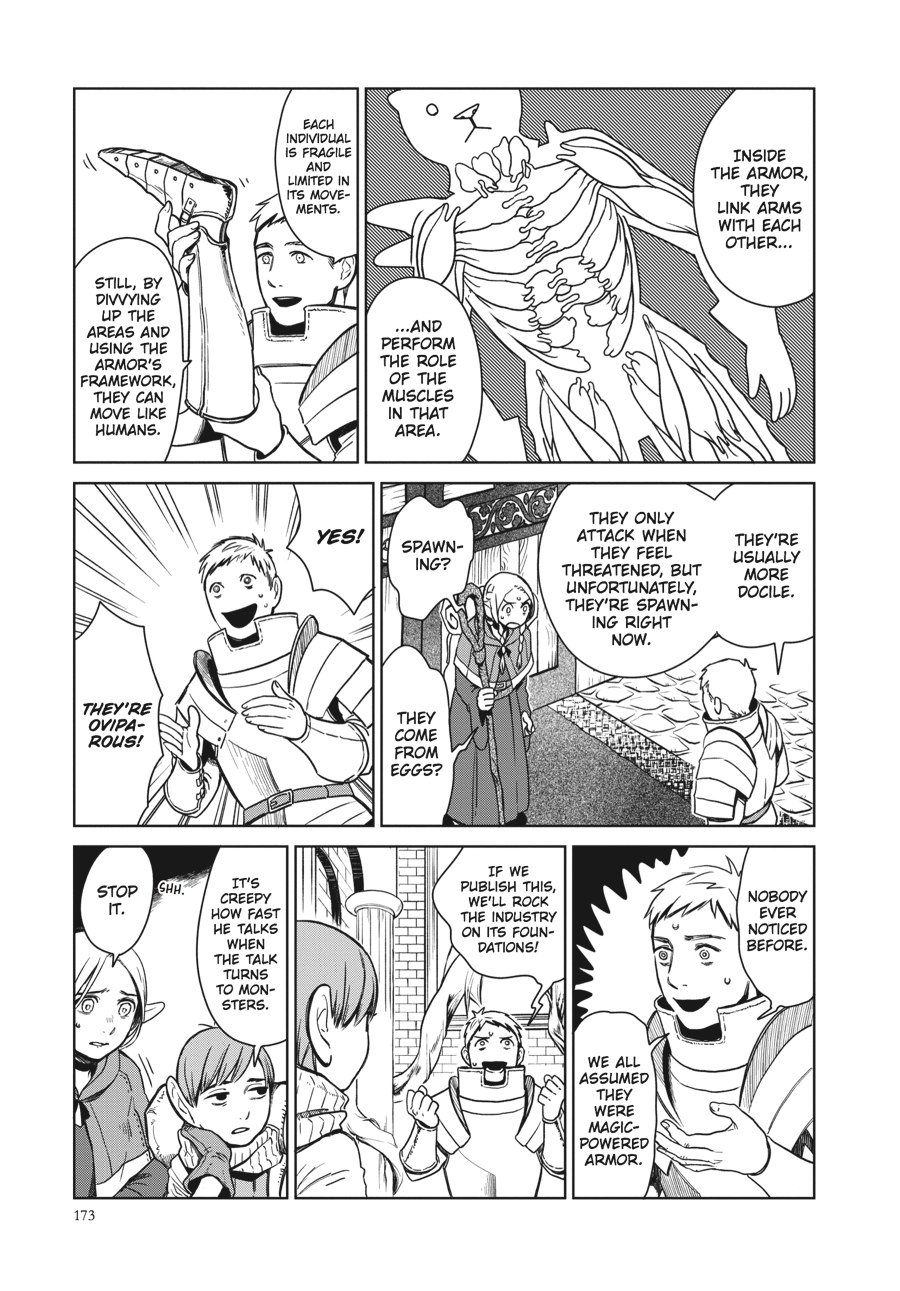 INSIDE
THE ARMOR,
THEY
LINK ARMS
WITH EACH
OTHER...
...AND
PERFORM
THE ROLE
OF THE
MUSCLES
IN THAT
AREA.
EACH
INDIVIDUAL
IS FRAGILE
AND
LIMITED IN
ITS MOVE-
MENTS.
STILL, BY
DIVVYING
UP THE
AREAS AND
USING THE
ARMOR'S
FRAMEWORK,
THEY CAN
MOVE LIKE
HUMANS.
THEY'RE
USUALLY
MORE
DOCILE.
THEY ONLY
ATTACK WHEN
THEY FEEL
THREATENED, BUT
UNFORTUNATELY,
THEY'RE SPAWN-
ING RIGHT
NOW.
SPAWN-
ING?
THEY
COME
FROM
EGGS?
YES!
THEY'RE
OVIPA-
ROUS!
NOBODY
EVER
NOTICED
BEFORE.
WE ALL
ASSUMED
THEY
WERE
MAGIC-
POWERED
ARMOR.
IF WE
PUBLISH THIS,
WE'LL ROCK
THE INDUSTRY
ON ITS FOUN-
DATIONS!
IT'S
CREEPY
HOW FAST
HE TALKS
WHEN
THE TALK
TURNS
TO MON-
STERS.
SHH.
STOP
IT.
173